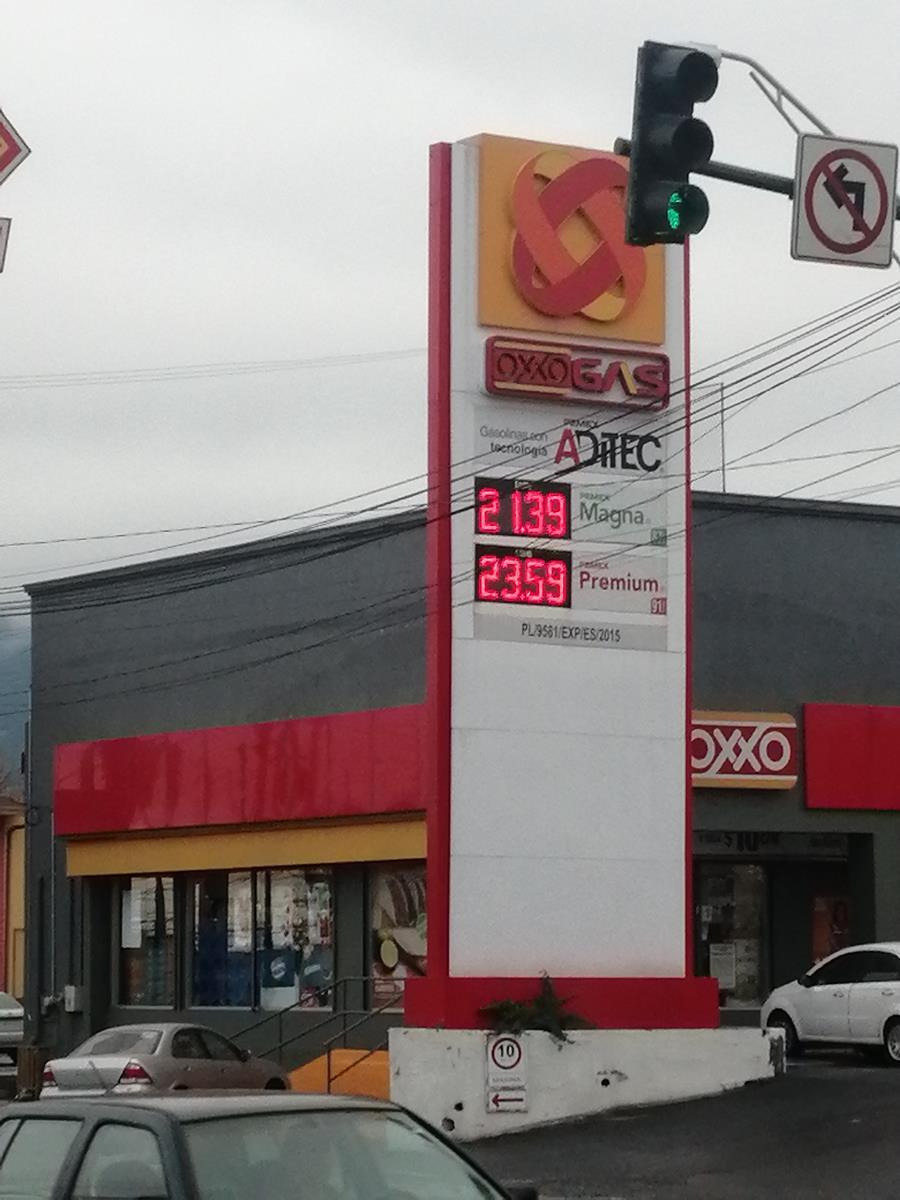 OXXO GAS
Gasolinas con
tecnología
PEMEX
ADITEC
21.39
PEMEX
Magna
23.59
PEMEX
Premium
91
PL/9581/EXP/ES/2015
OXXO
10